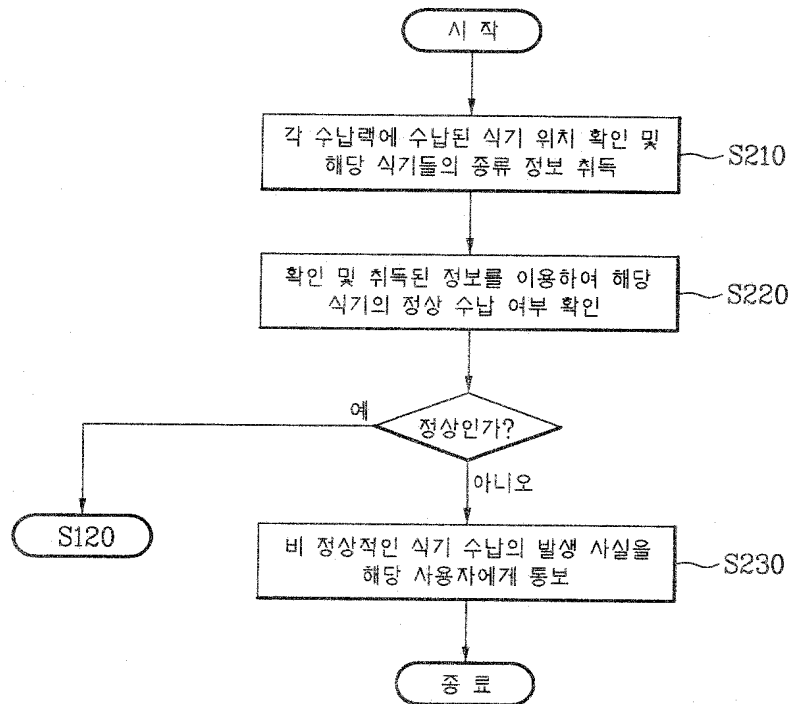 시 작
각 수납랙에 수납된 식기 위치 확인 및
해당 식기들의 종류 정보 취득
S210
확인 및 취득된 정보를 이용하여 해당
식기의 정상 수납 여부 확인
S220
정상인가?
예
아니오
S120
비 정상적인 식기 수납의 발생 사실을
해당 사용자에게 통보
S230
종 료